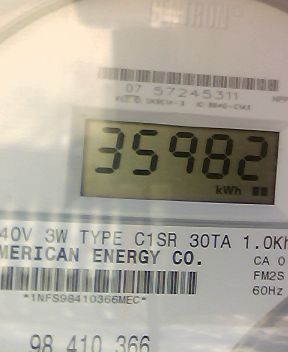 07 57245311
35982
kWh
40V 3W TYPE C1SR 30TA 1.0Kh
MERICAN ENERGY CO.
CA 0
FM2S
60Hz
*1NFS98410366MEC*
98 410 366